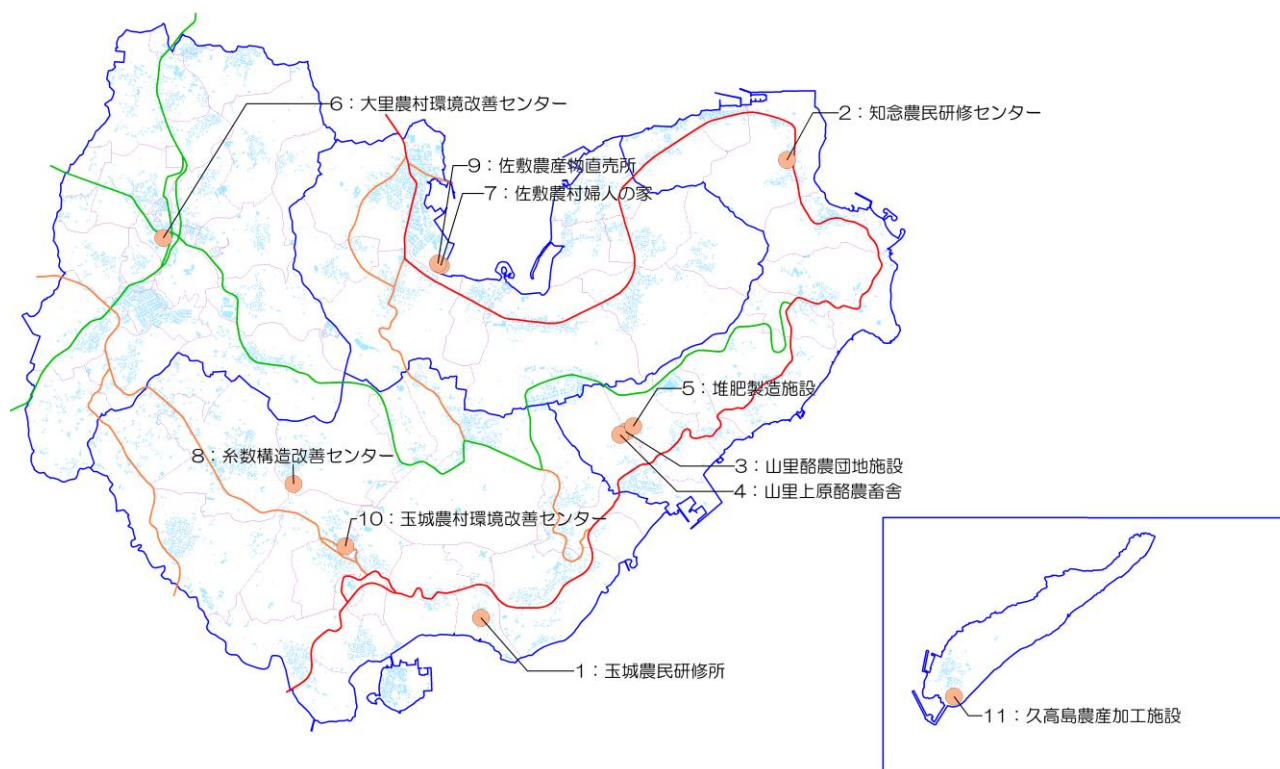 6：大里農村環境改善センター
2：知念農民研修センター
9：佐敷農産物直売所
7：佐敷農村婦人の家
5：堆肥製造施設
8：糸数構造改善センター
3：山里酪農団地施設
4：山里上原酪農畜舎
10：玉城農村環境改善センター
1：玉城農民研修所
11：久高島農産加工施設